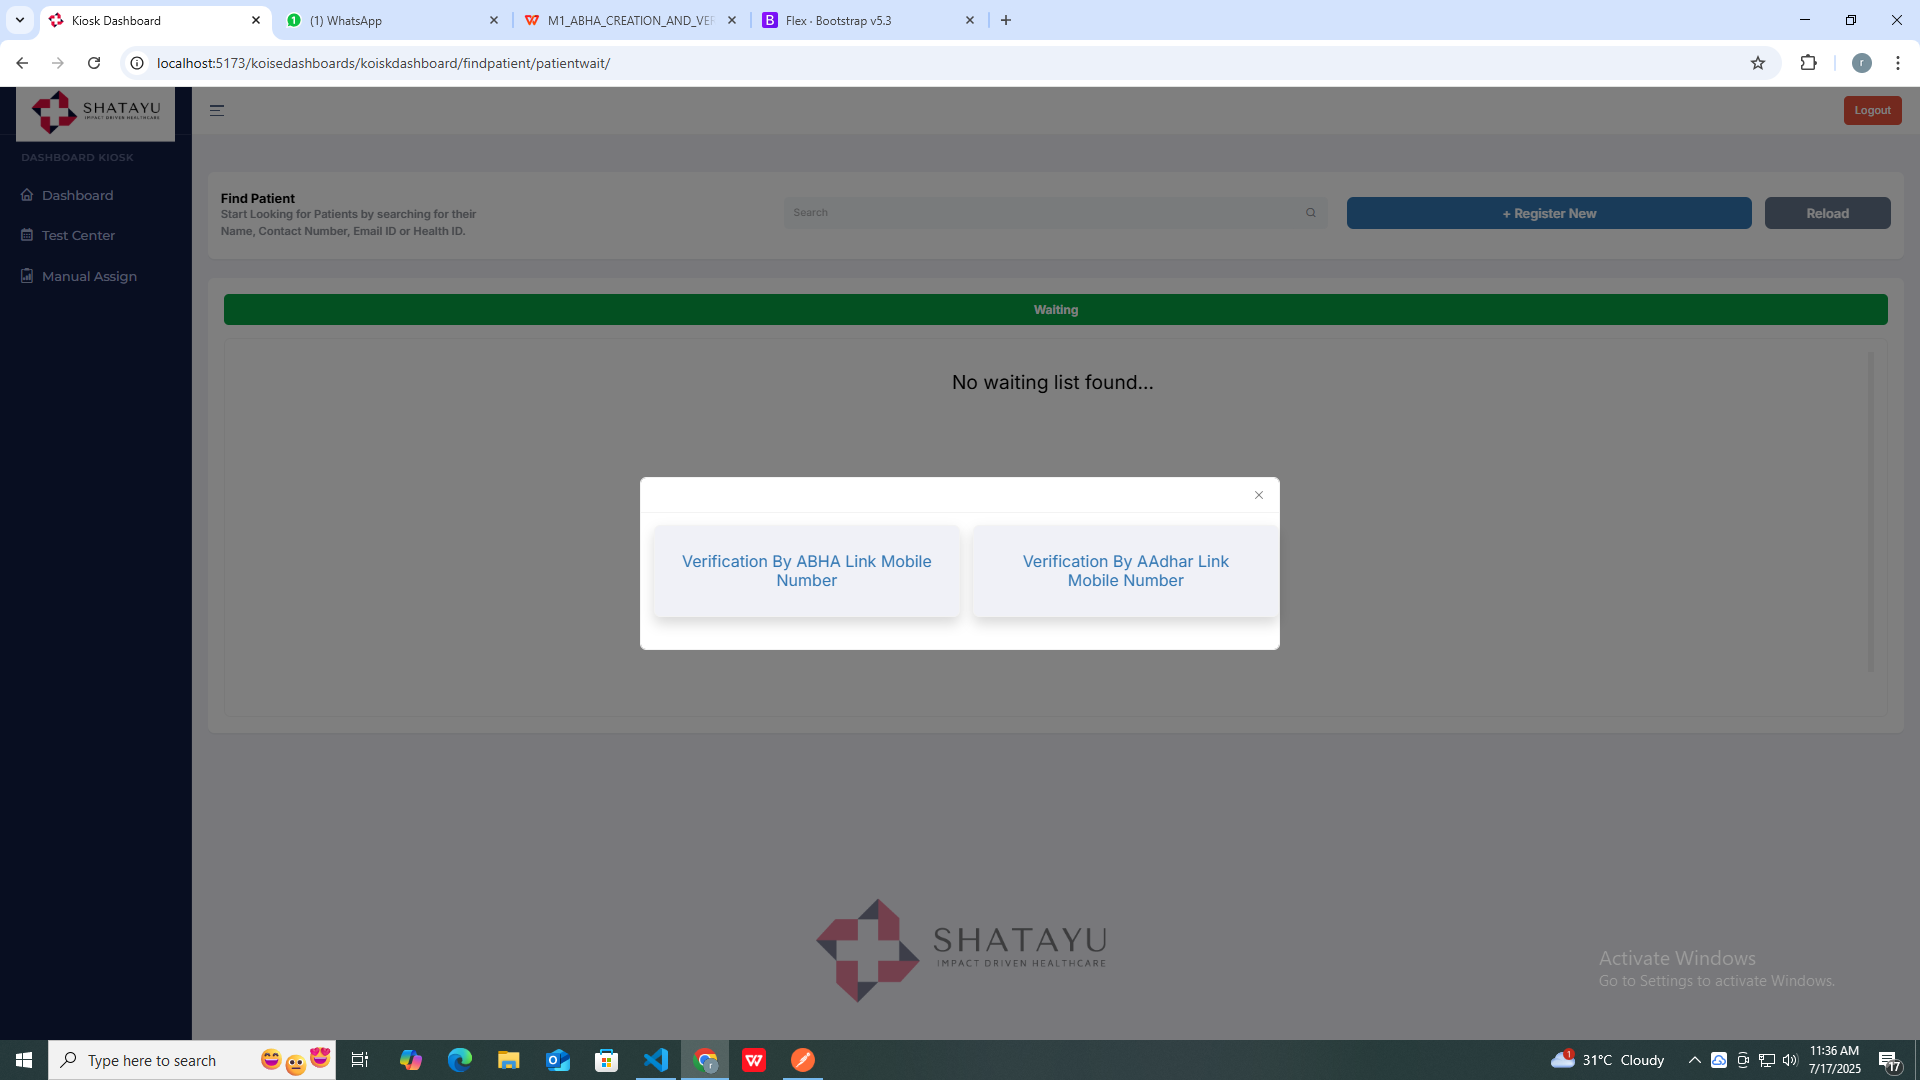 Kiosk Dashboard
(1) WhatsApp
M1_ABHA_CREATION_AND_VER
Flex · Bootstrap v5.3
localhost:5173/koisedashboards/koiskdashboard/findpatient/patientwait/
r
SHATAYU
IMPACT DRIVEN HEALTHCARE
Logout
DASHBOARD KIOSK
Dashboard
Test Center
Manual Assign
Find Patient
Start Looking for Patients by searching for their
Name, Contact Number, Email ID or Health ID.
Search
+ Register New
Reload
Waiting
No waiting list found...
Verification By ABHA Link Mobile
Number
Verification By AAdhar Link
Mobile Number
SHATAYU
IMPACT DRIVEN HEALTHCARE
Activate Windows
Go to Settings to activate Windows.
Type here to search
1
31°C Cloudy
11:36 AM
7/17/2025
17